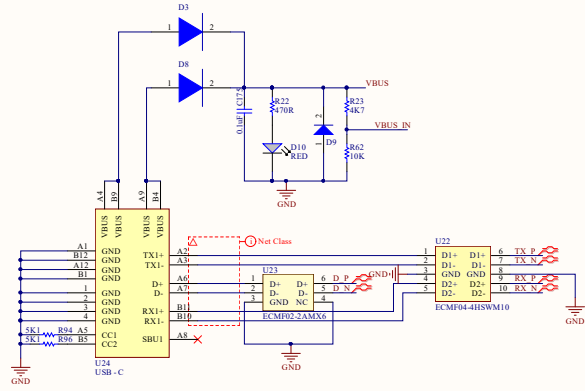 D3
1 2
D8
1 2
0.1uF C175
R22
470R
D10
RED
2
1
D9
R23
4K7
R62
10K
VBUS
VBUS_IN
GND
A4
B9
A9
B4
VBUS
VBUS
VBUS
VBUS
A1 GND
B12 GND
A12 GND
B1 GND
1 GND
2 GND
3 GND
4 GND
5K1 R94 A5 CC1
5K1 R96 B5 CC2
TX1+ A2
TX1- A3
D+ A6
D- A7
RX1+
RX1- B10
SBU1 A8
U24
USB - C
GND
i Net Class
U23
1 D+ D+ 6 D_P
2 D- D- 5 D_N
3 GND NC 4
ECMF02-2AMX6
GND
GND
U22
1 D1+ D1+ 6 TX_P
2 D1- D1- 7 TX_N
3 GND GND 8
4 D2+ D2+ 9 RX_P
5 D2- D2- 10 RX_N
ECMF04-4HSWM10
GND